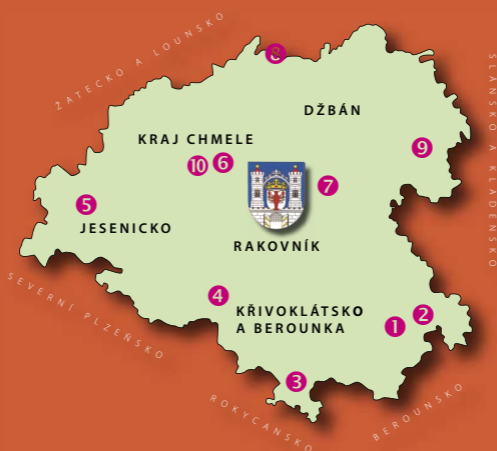 ŽATECKO A LOUNSKO
8
DŽBÁN
SLÁNSKO A KLADENSKO
KRAJ CHMELE
9
10
6
7
5
JESENICKO
RAKOVNÍK
SEVERNÍ PLZEŇSKO
4
KŘIVOKLÁTSKO
A BEROUNKA
1
2
3
ROKYCANSKO
BEROUNSKO